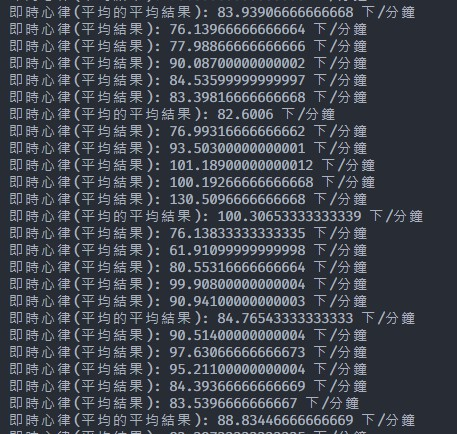 即時心律(平均的平均結果): 83.93906666666668 下/分鐘
即時心律(平均結果): 76.13966666666664 下/分鐘
即時心律(平均結果): 77.98866666666666 下/分鐘
即時心律(平均結果): 90.08700000000002 下/分鐘
即時心律(平均結果): 84.53599999999997 下/分鐘
即時心律(平均結果): 83.39816666666668 下/分鐘
即時心律(平均的平均結果): 82.6006 下/分鐘
即時心律(平均結果): 76.99316666666662 下/分鐘
即時心律(平均結果): 93.50300000000001 下/分鐘
即時心律(平均結果): 101.18900000000012 下/分鐘
即時心律(平均結果): 100.19266666666668 下/分鐘
即時心律(平均結果): 130.5096666666668 下/分鐘
即時心律(平均的平均結果): 100.30653333333339 下/分鐘
即時心律(平均結果): 76.13833333333335 下/分鐘
即時心律(平均結果): 61.91099999999998 下/分鐘
即時心律(平均結果): 80.55316666666664 下/分鐘
即時心律(平均結果): 99.90800000000004 下/分鐘
即時心律(平均結果): 90.94100000000003 下/分鐘
即時心律(平均的平均結果): 84.76543333333333 下/分鐘
即時心律(平均結果): 90.51400000000004 下/分鐘
即時心律(平均結果): 97.63066666666673 下/分鐘
即時心律(平均結果): 95.21100000000004 下/分鐘
即時心律(平均結果): 84.39366666666669 下/分鐘
即時心律(平均結果): 83.5396666666667 下/分鐘
即時心律(平均的平均結果): 88.83446666666669 下/分鐘